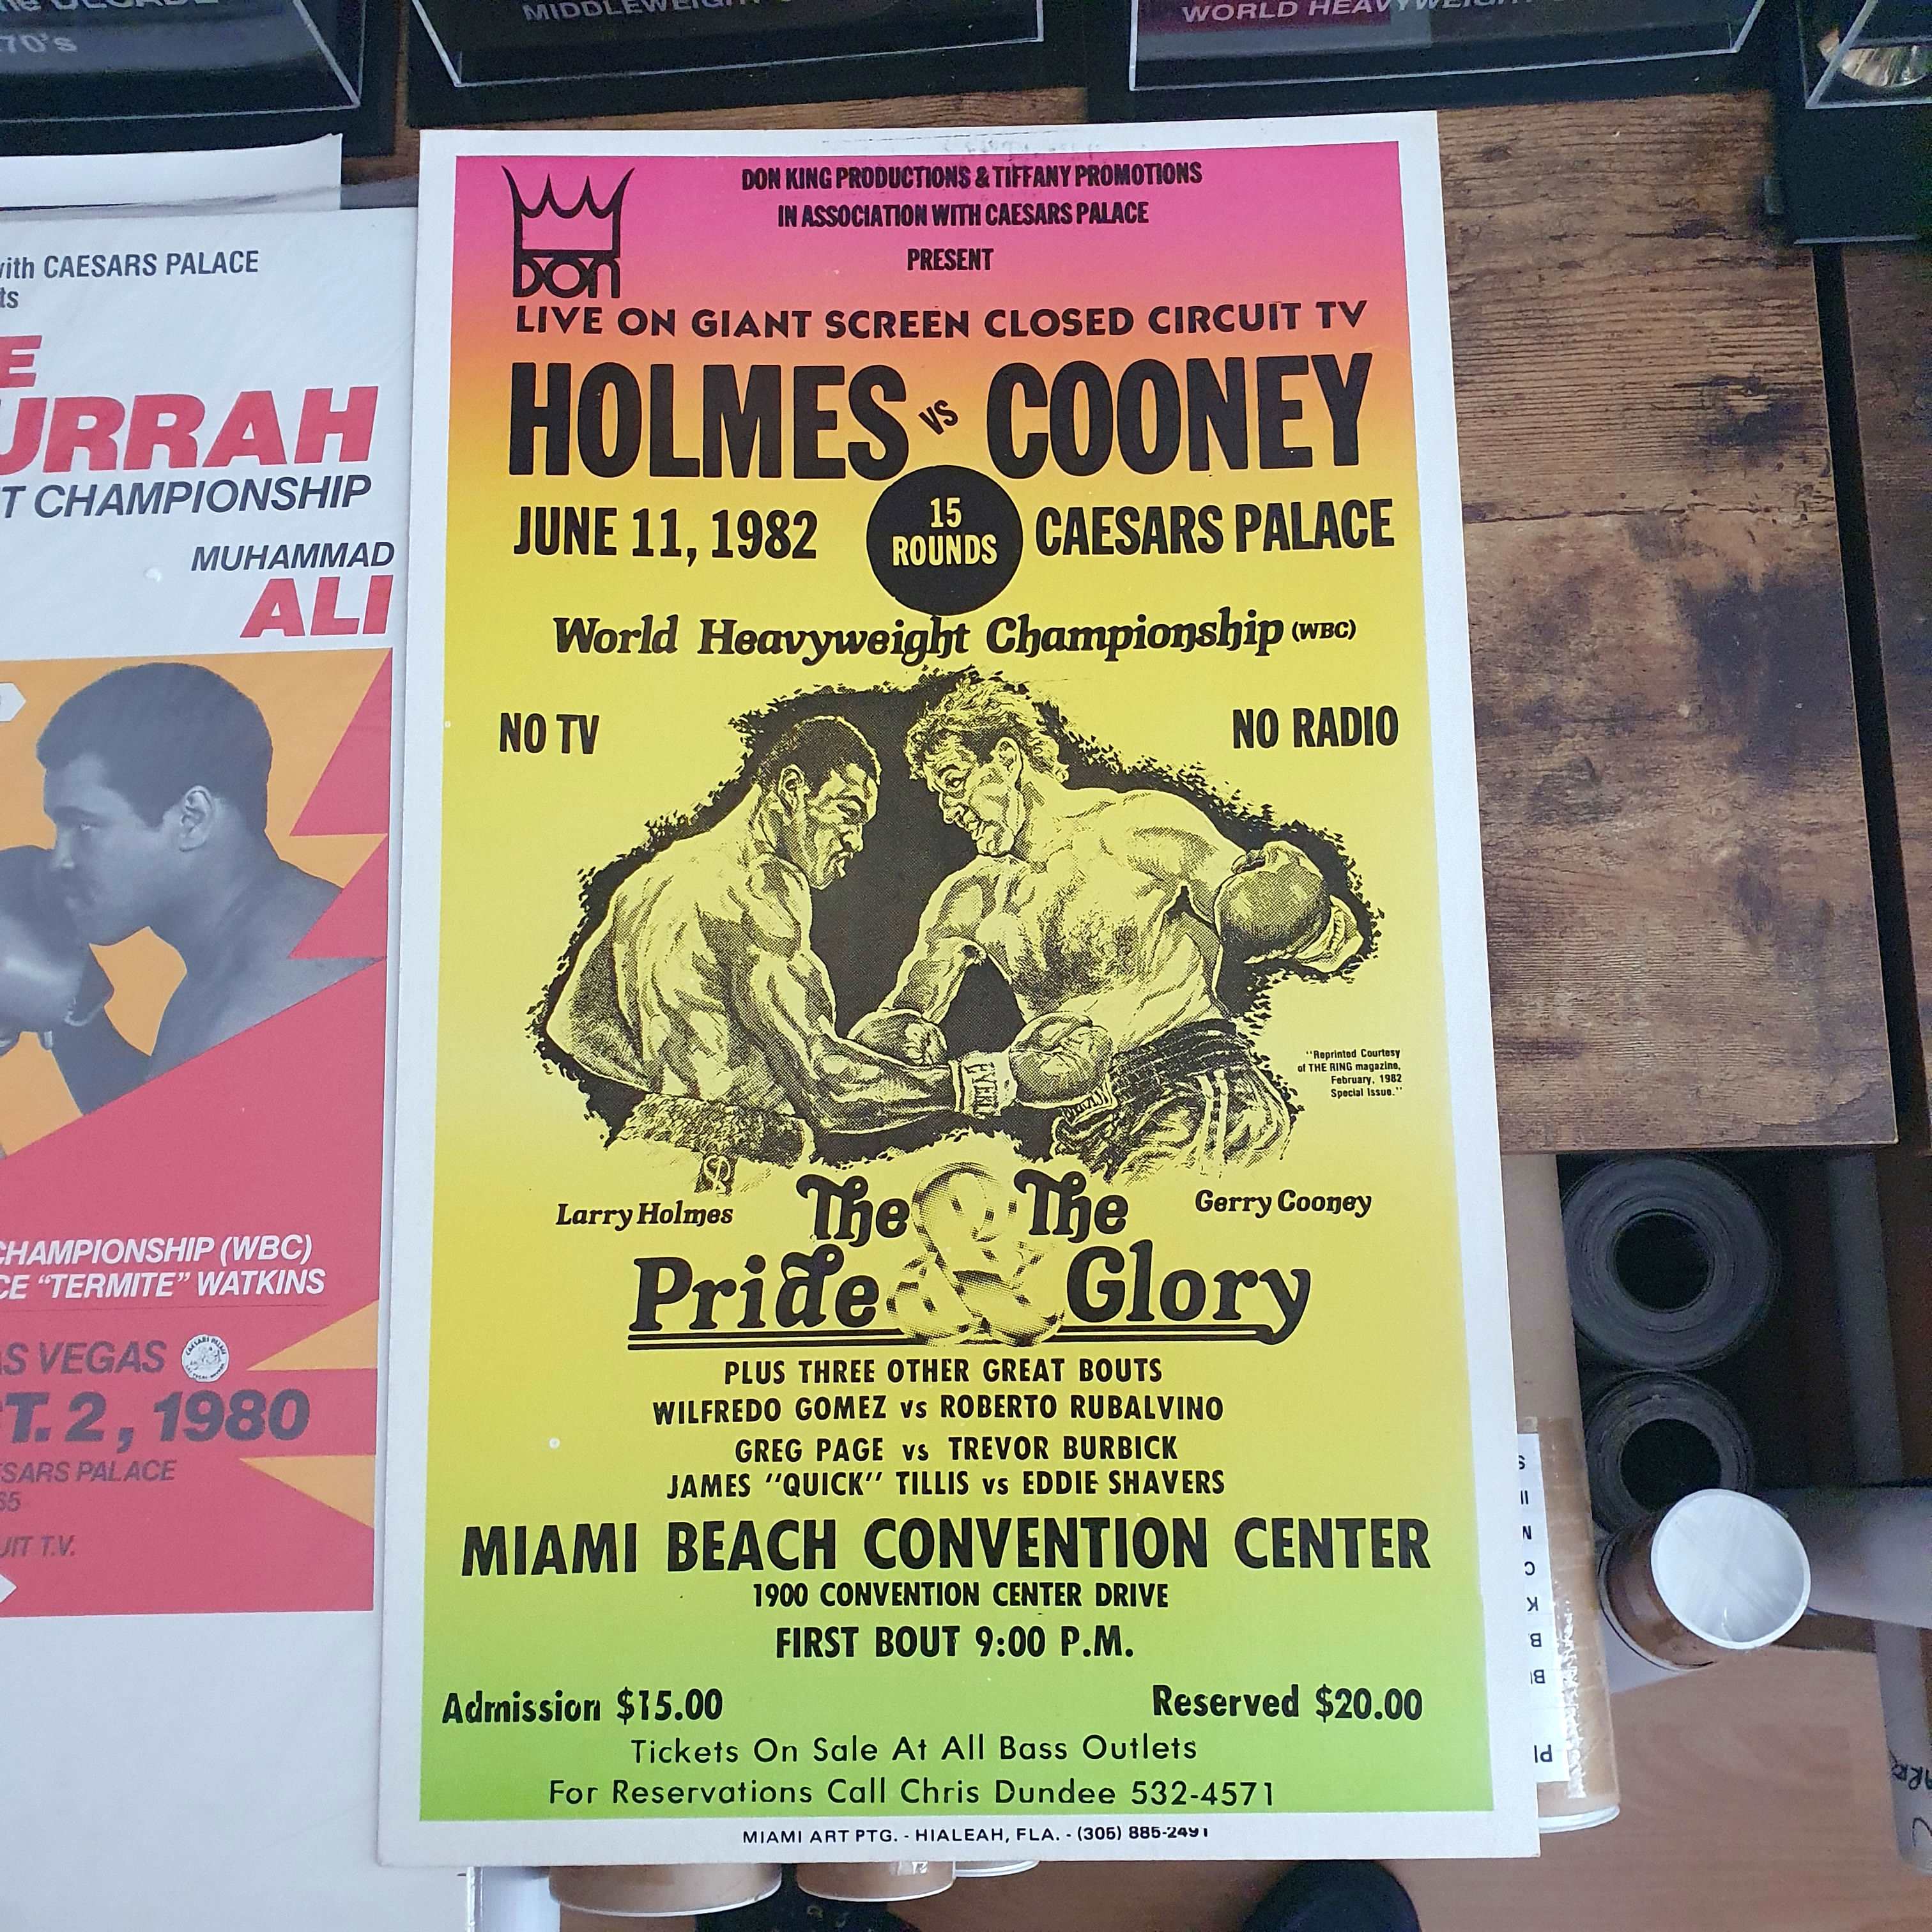 MIDDLEWEIGHT
WORLD HEAVYWEIGHT
70's
with CAESARS PALACE
MUHAMMAD
ALI
T CHAMPIONSHIP
CHAMPIONSHIP (WBC)
"TERMITE" WATKINS
VEGAS
T. 2, 1980
PALACE
T.V.
DON
DON KING PRODUCTIONS & TIFFANY PROMOTIONS
IN ASSOCIATION WITH CAESARS PALACE
PRESENT
LIVE ON GIANT SCREEN CLOSED CIRCUIT TV
HOLMES vs COONEY
JUNE 11, 1982 15 ROUNDS CAESARS PALACE
World Heavyweight Championship (WBC)
NO TV NO RADIO
"Reprinted Courtesy
of THE RING magazine,
February, 1982
Special Issue."
Larry Holmes The & The Gerry Cooney
Pride Glory
PLUS THREE OTHER GREAT BOUTS
WILFREDO GOMEZ vs ROBERTO RUBALVINO
GREG PAGE vs TREVOR BURBICK
JAMES "QUICK" TILLIS vs EDDIE SHAVERS
MIAMI BEACH CONVENTION CENTER
1900 CONVENTION CENTER DRIVE
FIRST BOUT 9:00 P.M.
Admission $15.00 Reserved $20.00
Tickets On Sale At All Bass Outlets
For Reservations Call Chris Dundee 532-4571
MIAMI ART PTG. - HIALEAH, FLA. - (305) 885-2491